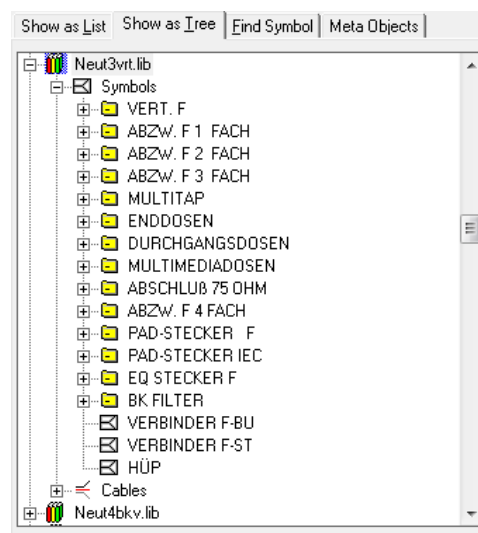 Show as List Show as Tree Find Symbol Meta Objects
Neut3vrt.lib
Symbols
VERT. F
ABZW. F 1 FACH
ABZW. F 2 FACH
ABZW. F 3 FACH
MULTITAP
ENDDOSEN
DURCHGANGSDOSEN
MULTIMEDIADOSEN
ABSCHLUß 75 OHM
ABZW. F 4 FACH
PAD-STECKER F
PAD-STECKER IEC
EQ STECKER F
BK FILTER
VERBINDER F-BU
VERBINDER F-ST
HÜP
Cables
Neut4bkv.lib